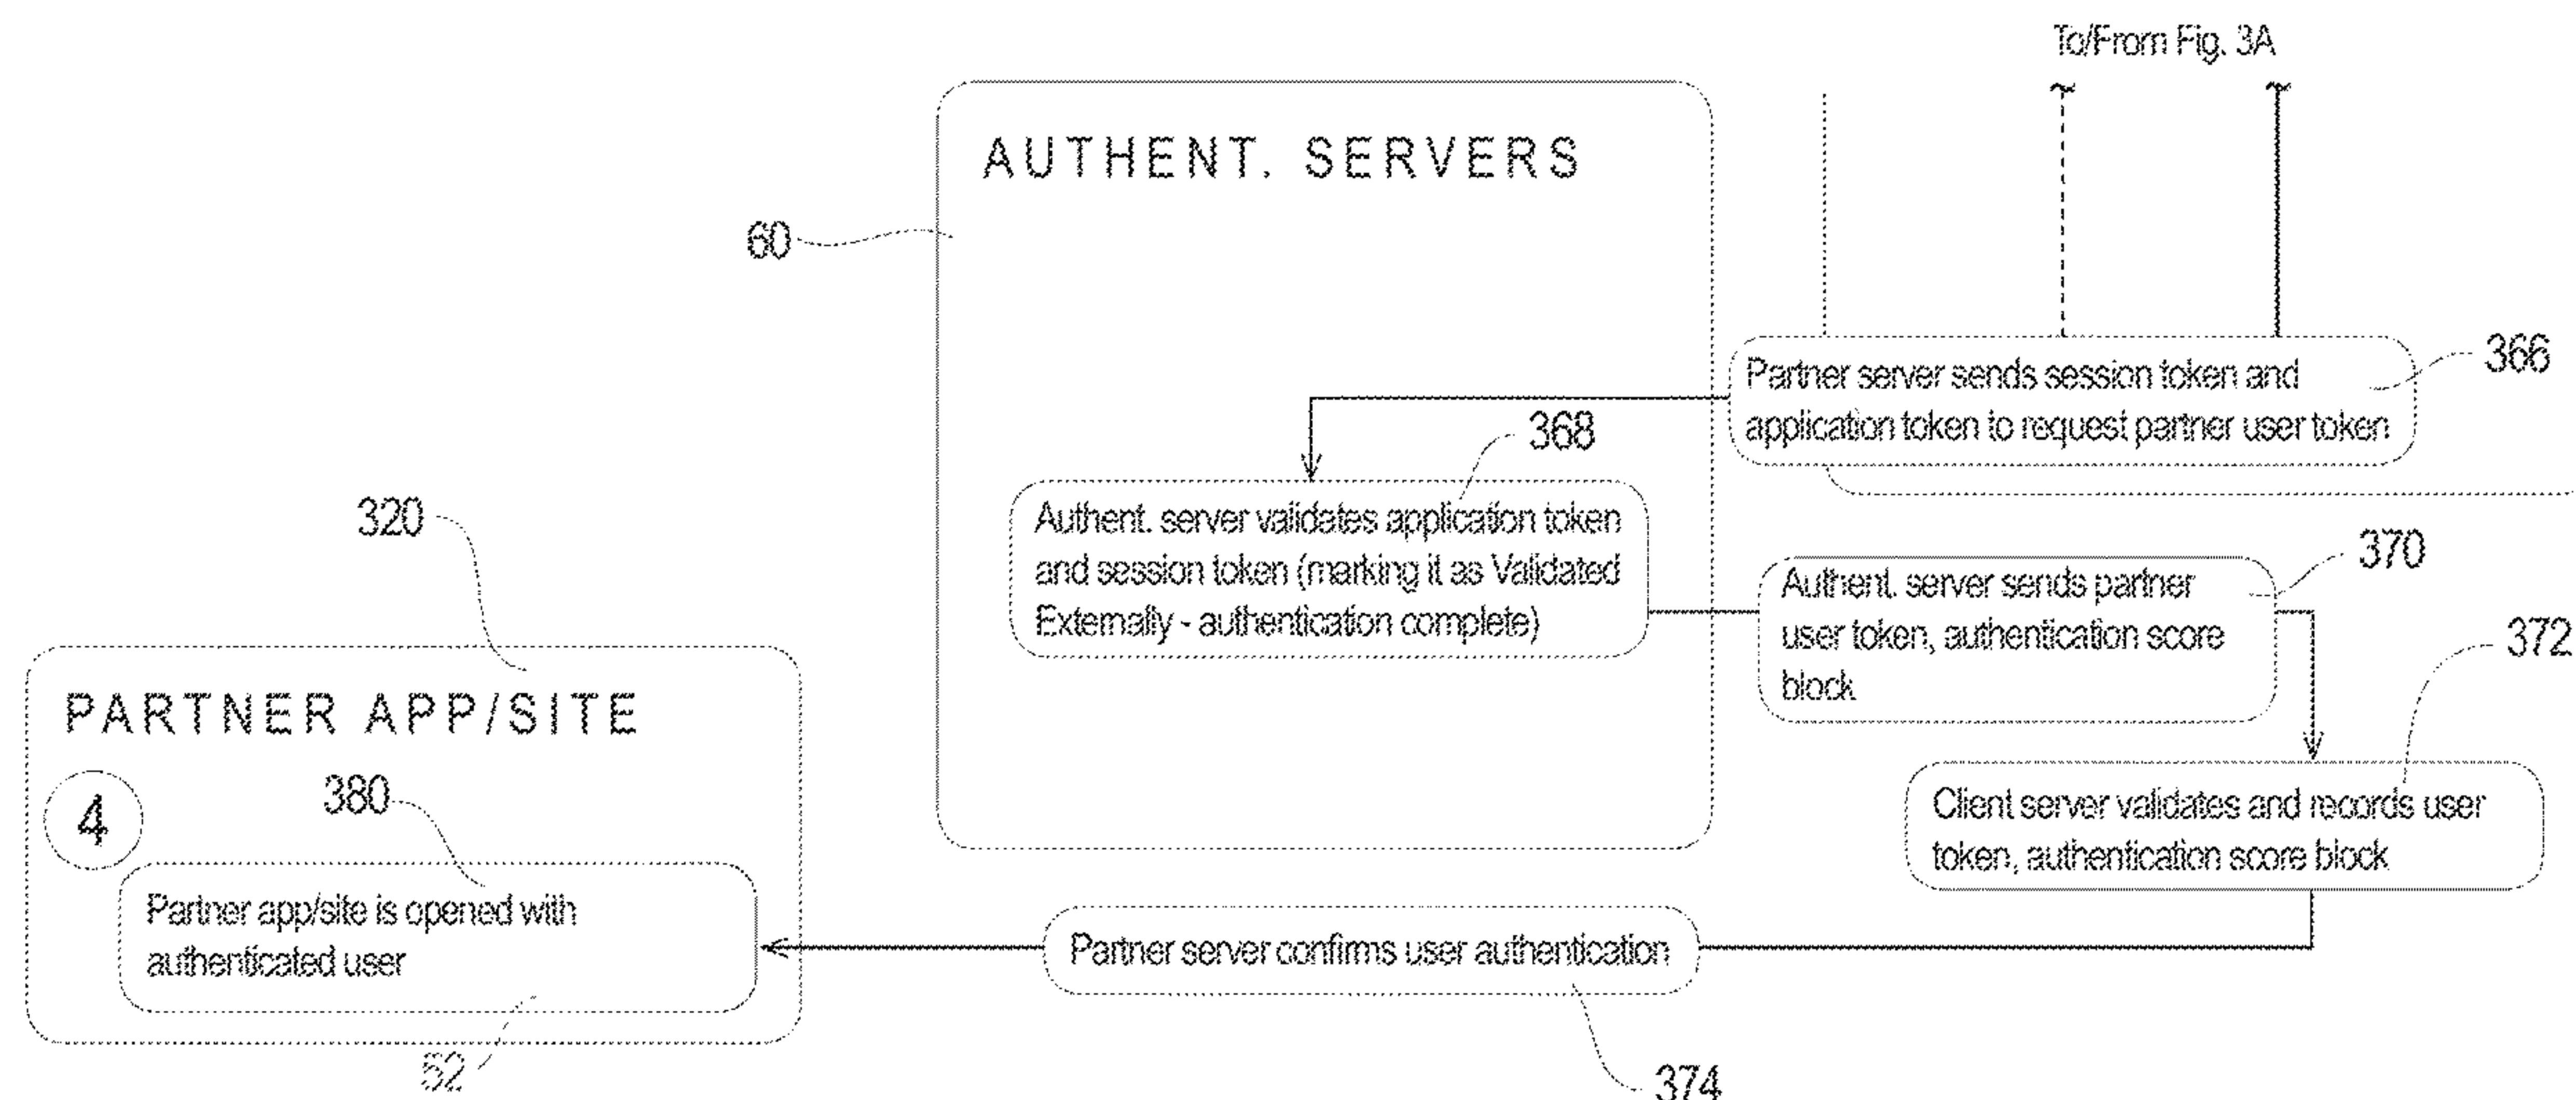 To/From Fig. 3A
AUTHENT. SERVERS
60
366
Partner server sends session token and
application token to request partner user token
368
320
Authent. server validates application token
and session token (marking it as Validated
Externally - authentication complete)
370
Authent. server sends partner
user token, authentication score
block
372
PARTNER APP/SITE
4
380
Client server validates and records user
token, authentication score block
Partner app/site is opened with
authenticated user
Partner server confirms user authentication
52
374